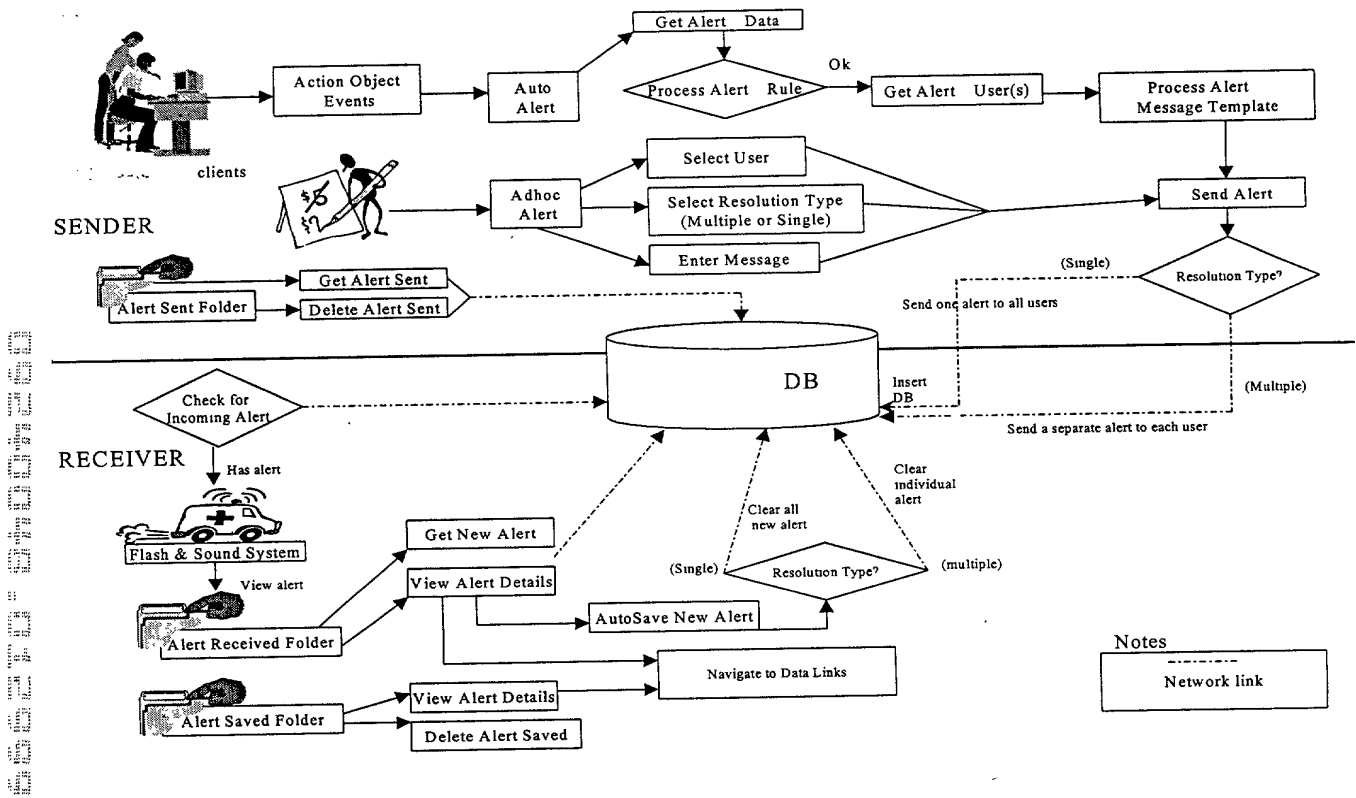 Get Alert Data
Action Object
Events
Auto
Alert
Process Alert Rule
Ok
Get Alert User(s)
Process Alert
Message Template
clients
$5
$7
Adhoc
Alert
Select User
Select Resolution Type
(Multiple or Single)
Enter Message
Send Alert
SENDER
Alert Sent Folder
Get Alert Sent
Delete Alert Sent
(Single)
Resolution Type?
Send one alert to all users
DB
Insert
DB
(Multiple)
Send a separate alert to each user
Check for
Incoming Alert
RECEIVER
Has alert
Flash & Sound System
View alert
Get New Alert
View Alert Details
Clear all
new alert
Clear
individual
alert
(Single)
Resolution Type?
(multiple)
Alert Received Folder
AutoSave New Alert
Navigate to Data Links
Alert Saved Folder
View Alert Details
Delete Alert Saved
Notes
Network link